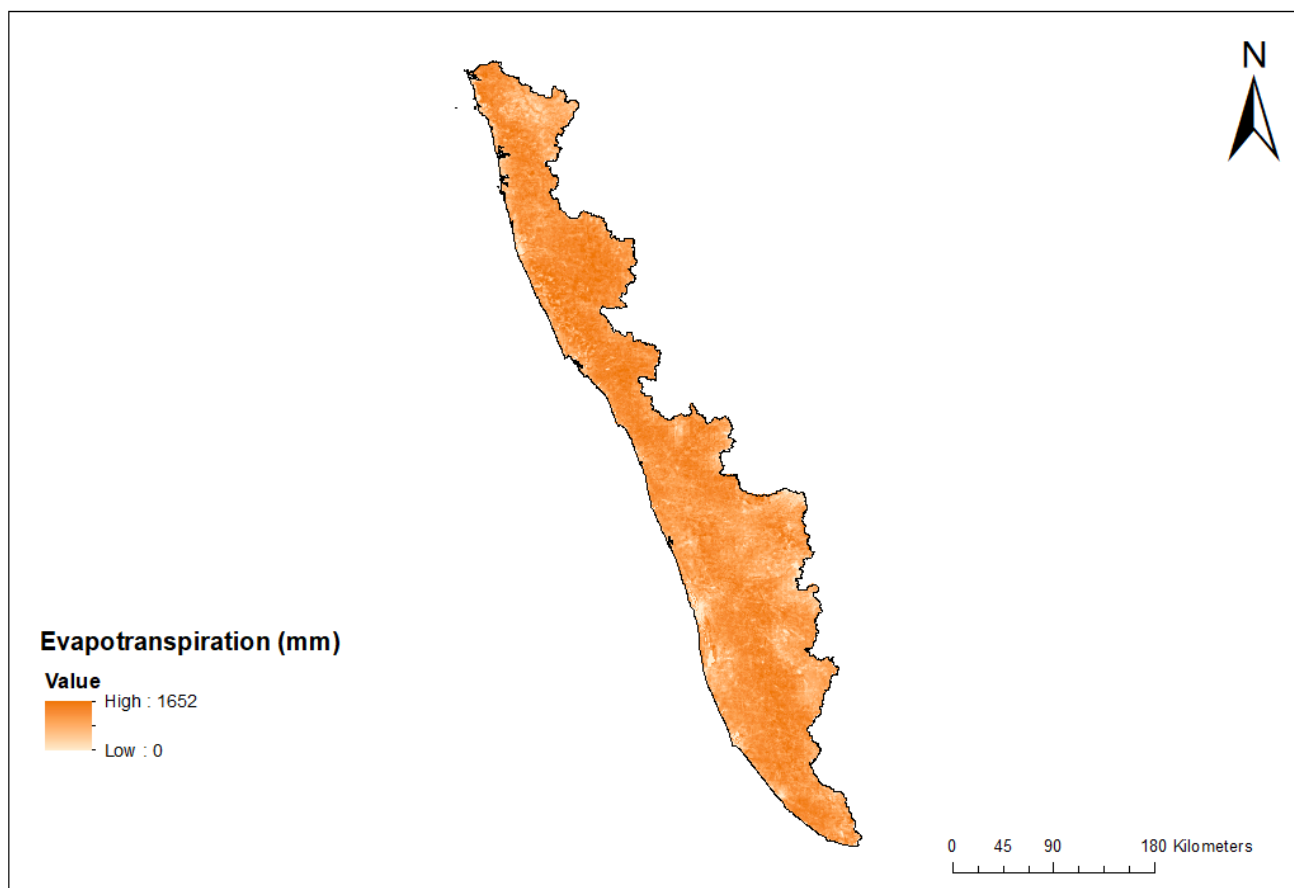 N
Evapotranspiration (mm)
Value
High : 1652
Low : 0
0 45 90 180 Kilometers